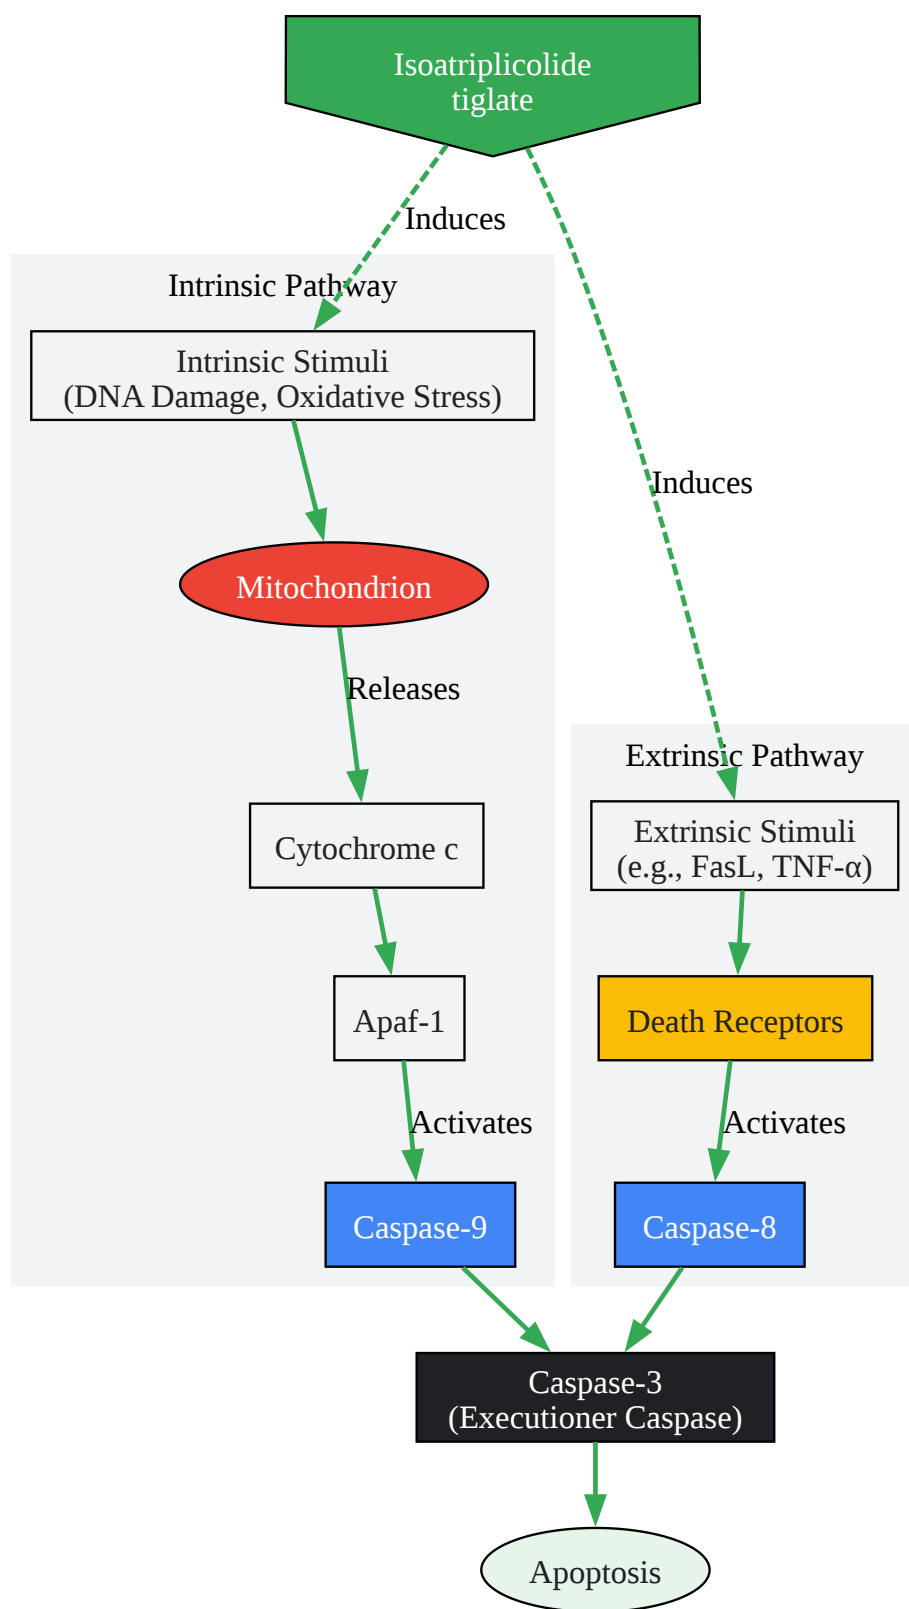 Isoatriplicolide
tiglate
Induces
Intrinsic Pathway
Intrinsic Stimuli
(DNA Damage, Oxidative Stress)
Induces
Mitochondrion
Releases
Extrinsic Pathway
Cytochrome c
Extrinsic Stimuli
(e.g., FasL, TNF-α)
Apaf-1
Death Receptors
Activates
Activates
Caspase-9
Caspase-8
Caspase-3
(Executioner Caspase)
Apoptosis